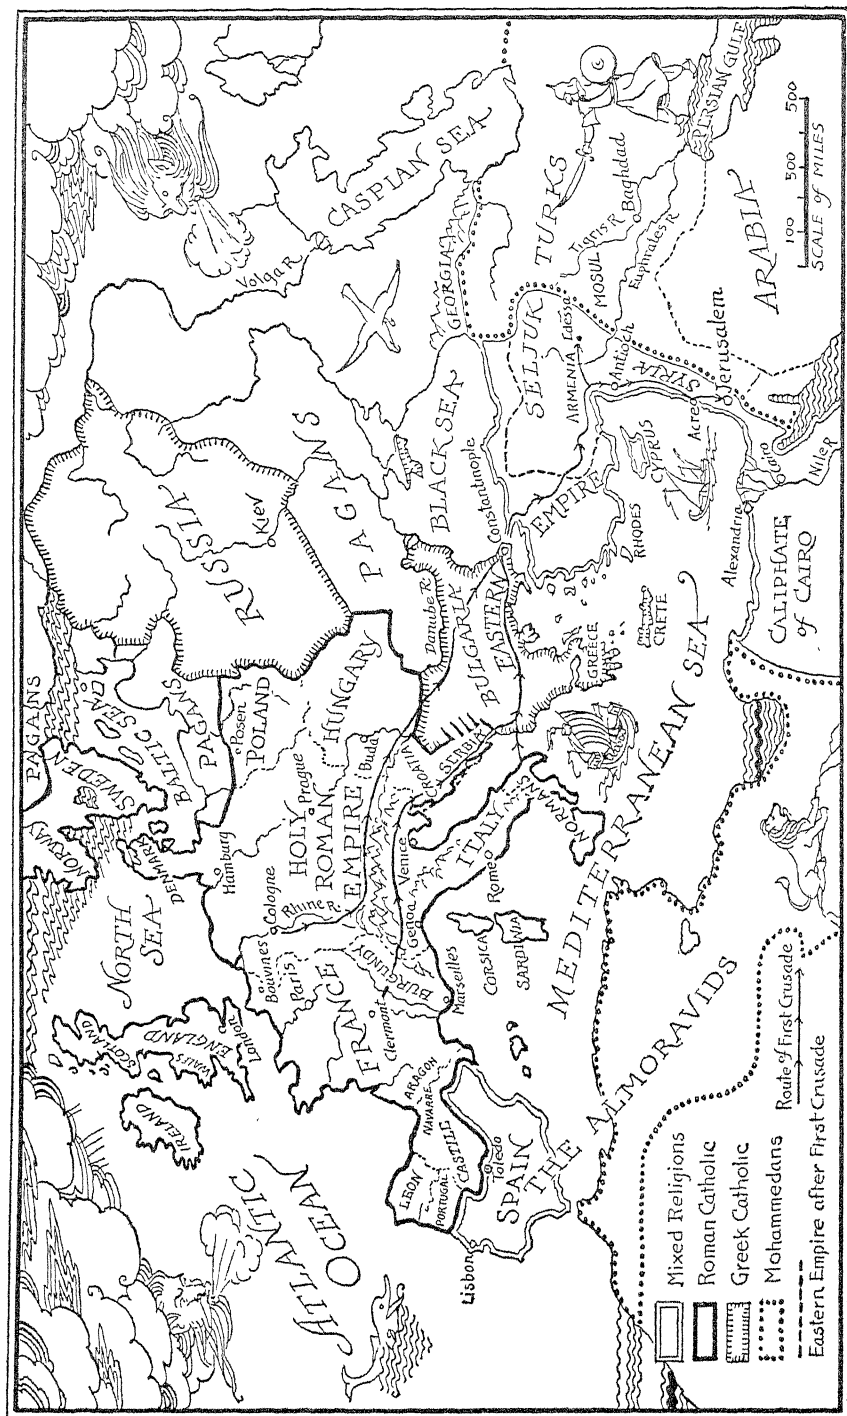 PAGANS
NORWAY
SWEDEN
BALTIC SEA
PAGANS
DENMARK
NORTH
SEA
SCOTLAND
ENGLAND
WALES
London
IRELAND
ATLANTIC
OCEAN
RUSSIA
Kiev
PAGANS
Volga R.
CASPIAN SEA
GEORGIA
BLACK SEA
Hamburg
Posen
POLAND
Prague
HOLY
ROMAN
EMPIRE
HUNGARY
Buda
Cologne
Rhine R.
Bouvines
Paris
FRANCE
Clermont
BURGUNDY
Marseilles
Genoa
Venice
CROATIA
SERBIA
Danube R.
BULGARIA
EASTERN
EMPIRE
Constantinople
GREECE
CRETE
RHODES
CYPRUS
ITALY
Rome
NORMANS
CORSICA
SARDINIA
ARAGON
NAVARRE
LEON
CASTILE
PORTUGAL
Toledo
Lisbon
SPAIN
THE ALMORAVIDS
MEDITERRANEAN SEA
SELJUK TURKS
ARMENIA
Edessa
MOSUL
Tigris R.
Baghdad
Euphrates R
PERSIAN GULF
Antioch
SYRIA
Acre
Jerusalem
ARABIA
Alexandria
Cairo
Nile R
CALIPHATE
of CAIRO
Mixed Religions
Roman Catholic
Greek Catholic
Mohammedans
Route of First Crusade
Eastern Empire after First Crusade
100 300 500
SCALE of MILES